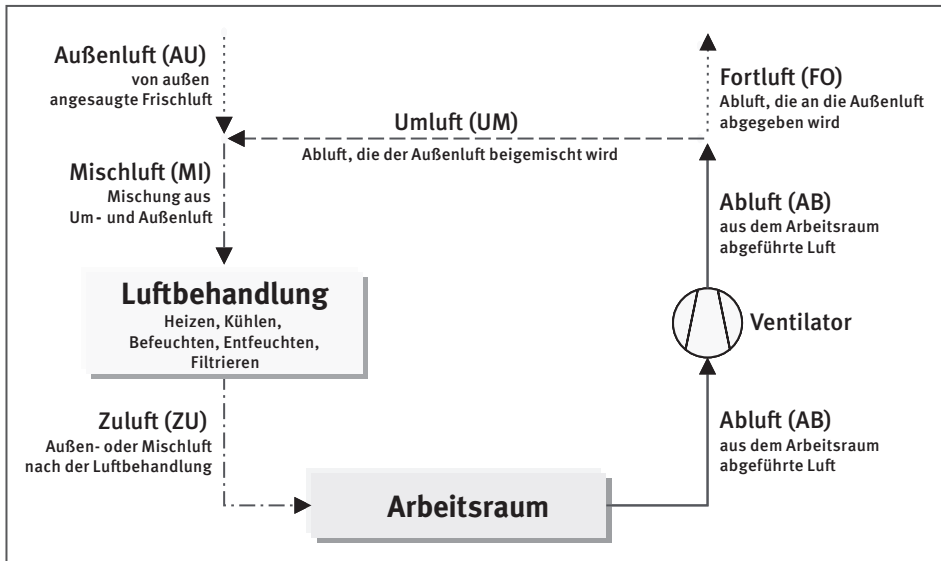 Außenluft (AU)
von außen
angesaugte Frischluft
Fortluft (FO)
Abluft, die an die Außenluft
abgegeben wird
Umluft (UM)
Abluft, die der Außenluft beigemischt wird
Mischluft (MI)
Mischung aus
Um- und Außenluft
Abluft (AB)
aus dem Arbeitsraum
abgeführte Luft
Luftbehandlung
Heizen, Kühlen,
Befeuchten, Entfeuchten,
Filtrieren
Ventilator
Zuluft (ZU)
Außen- oder Mischluft
nach der Luftbehandlung
Abluft (AB)
aus dem Arbeitsraum
abgeführte Luft
Arbeitsraum